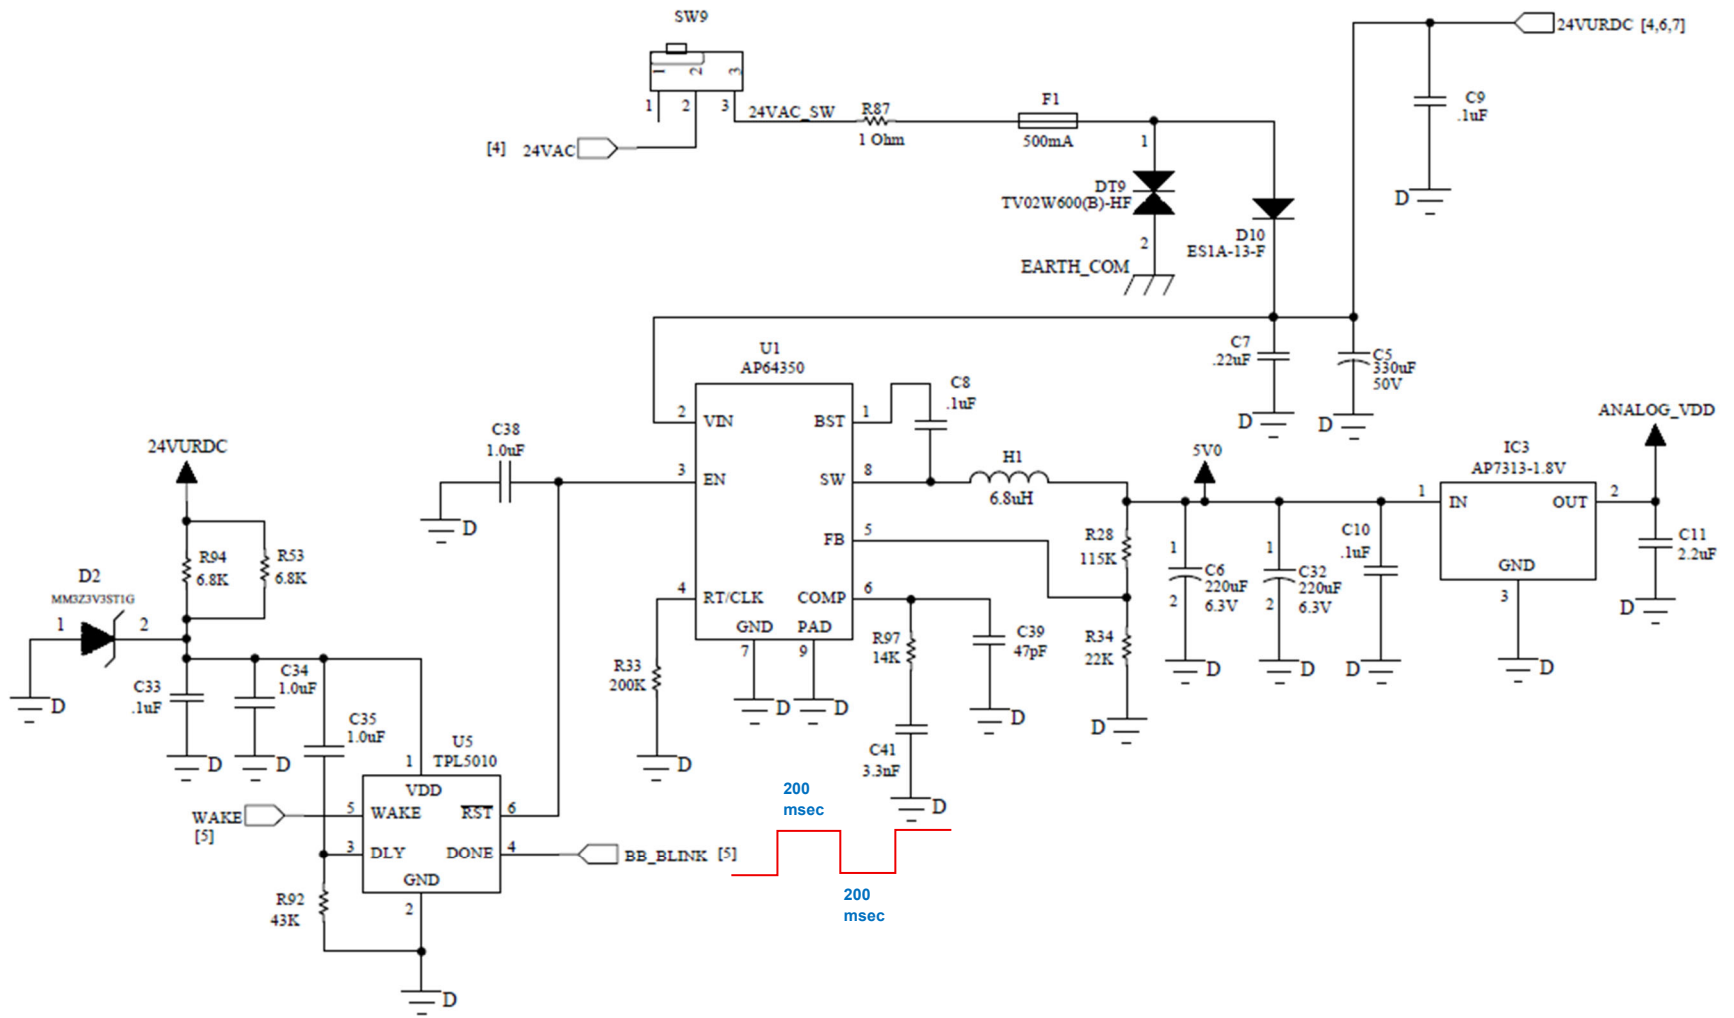 SW9
1 2 3
1 2 3
24VAC_SW
[4] 24VAC
R87
1 Ohm
F1
500mA
24VURDC [4,6,7]
C9
.1uF
D
1
DT9
TV02W600(B)-HF
2
EARTH_COM
D10
ES1A-13-F
C7
.22uF
D
C5
330uF
50V
D
U1
AP64350
2 VIN
3 EN
4 RT/CLK
BST 1
SW 8
FB 5
COMP 6
GND PAD
7 9
D D
C8
.1uF
H1
6.8uH
C38
1.0uF
D
24VURDC
R94
6.8K
R53
6.8K
D2
MM3Z3V3ST1G
1 2
D
C33
.1uF
D
C34
1.0uF
D
C35
1.0uF
U5
TPL5010
1
VDD
5 WAKE
RST 6
3 DLY
DONE 4
GND
2
D
WAKE
[5]
BB_BLINK [5]
R92
43K
R33
200K
D
R97
14K
C39
47pF
D
C41
3.3nF
D
R28
115K
R34
22K
D
5V0
1
C6
220uF
2 6.3V
D
1
C32
220uF
2 6.3V
D
C10
.1uF
D
IC3
AP7313-1.8V
1 IN
OUT 2
GND
3
D
ANALOG_VDD
C11
2.2uF
D
200
msec
200
msec